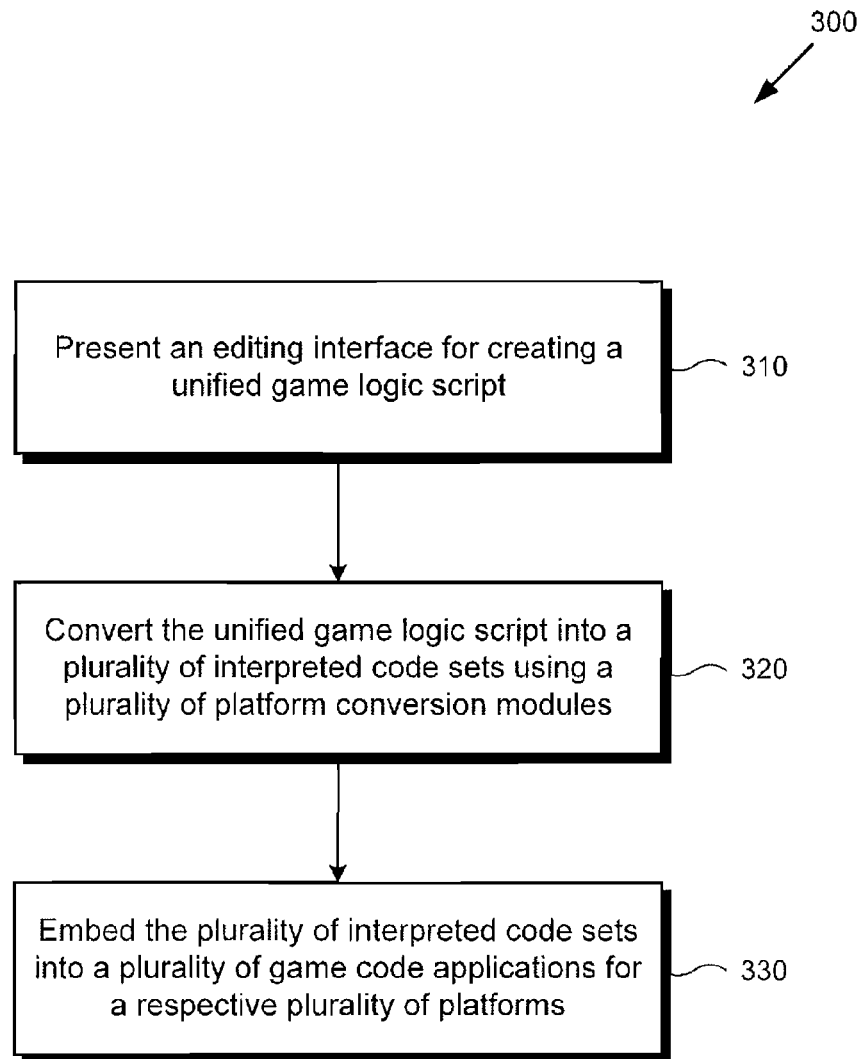 300
Present an editing interface for creating a
unified game logic script
310
Convert the unified game logic script into a
plurality of interpreted code sets using a
plurality of platform conversion modules
320
Embed the plurality of interpreted code sets
into a plurality of game code applications for
a respective plurality of platforms
330